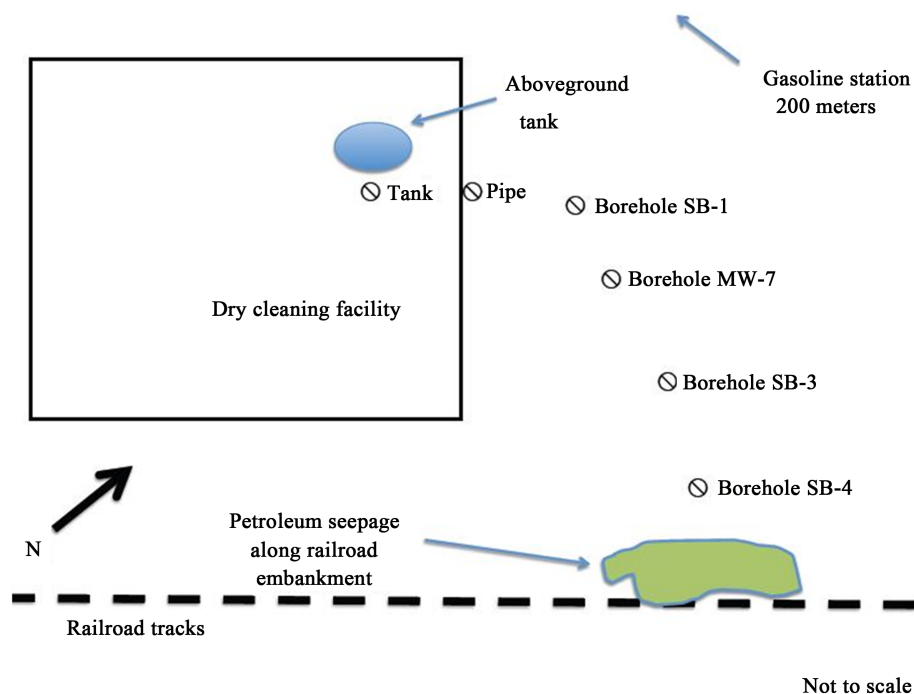 Gasoline station
200 meters
Aboveground
tank
Tank
Pipe
Borehole SB-1
Borehole MW-7
Dry cleaning facility
Borehole SB-3
Borehole SB-4
Petroleum seepage
along railroad
embankment
N
Railroad tracks
Not to scale